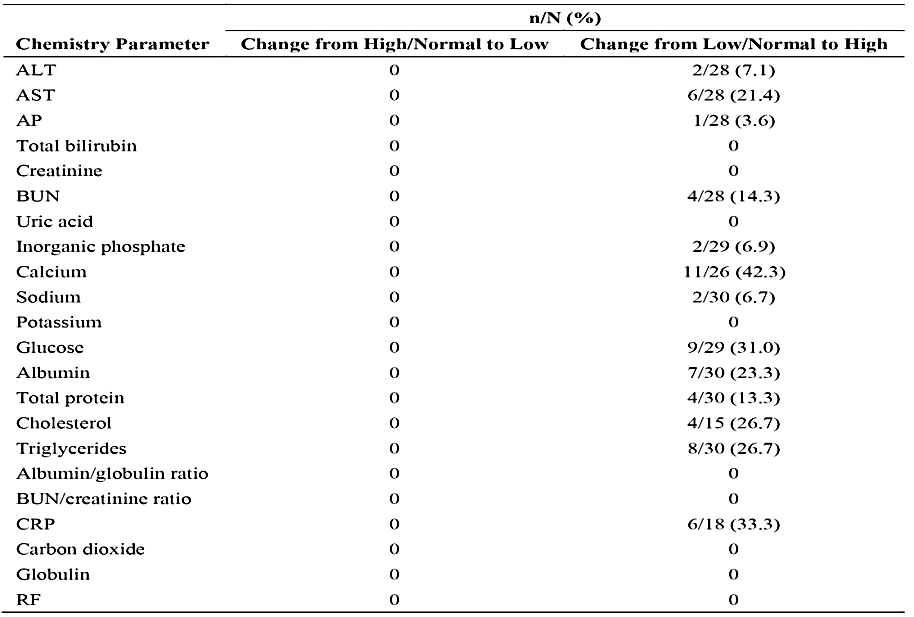 n/N (%)
Chemistry Parameter Change from High/Normal to Low Change from Low/Normal to High
ALT 0 2/28 (7.1)
AST 0 6/28 (21.4)
AP 0 1/28 (3.6)
Total bilirubin 0 0
Creatinine 0 0
BUN 0 4/28 (14.3)
Uric acid 0 0
Inorganic phosphate 0 2/29 (6.9)
Calcium 0 11/26 (42.3)
Sodium 0 2/30 (6.7)
Potassium 0 0
Glucose 0 9/29 (31.0)
Albumin 0 7/30 (23.3)
Total protein 0 4/30 (13.3)
Cholesterol 0 4/15 (26.7)
Triglycerides 0 8/30 (26.7)
Albumin/globulin ratio 0 0
BUN/creatinine ratio 0 0
CRP 0 6/18 (33.3)
Carbon dioxide 0 0
Globulin 0 0
RF 0 0